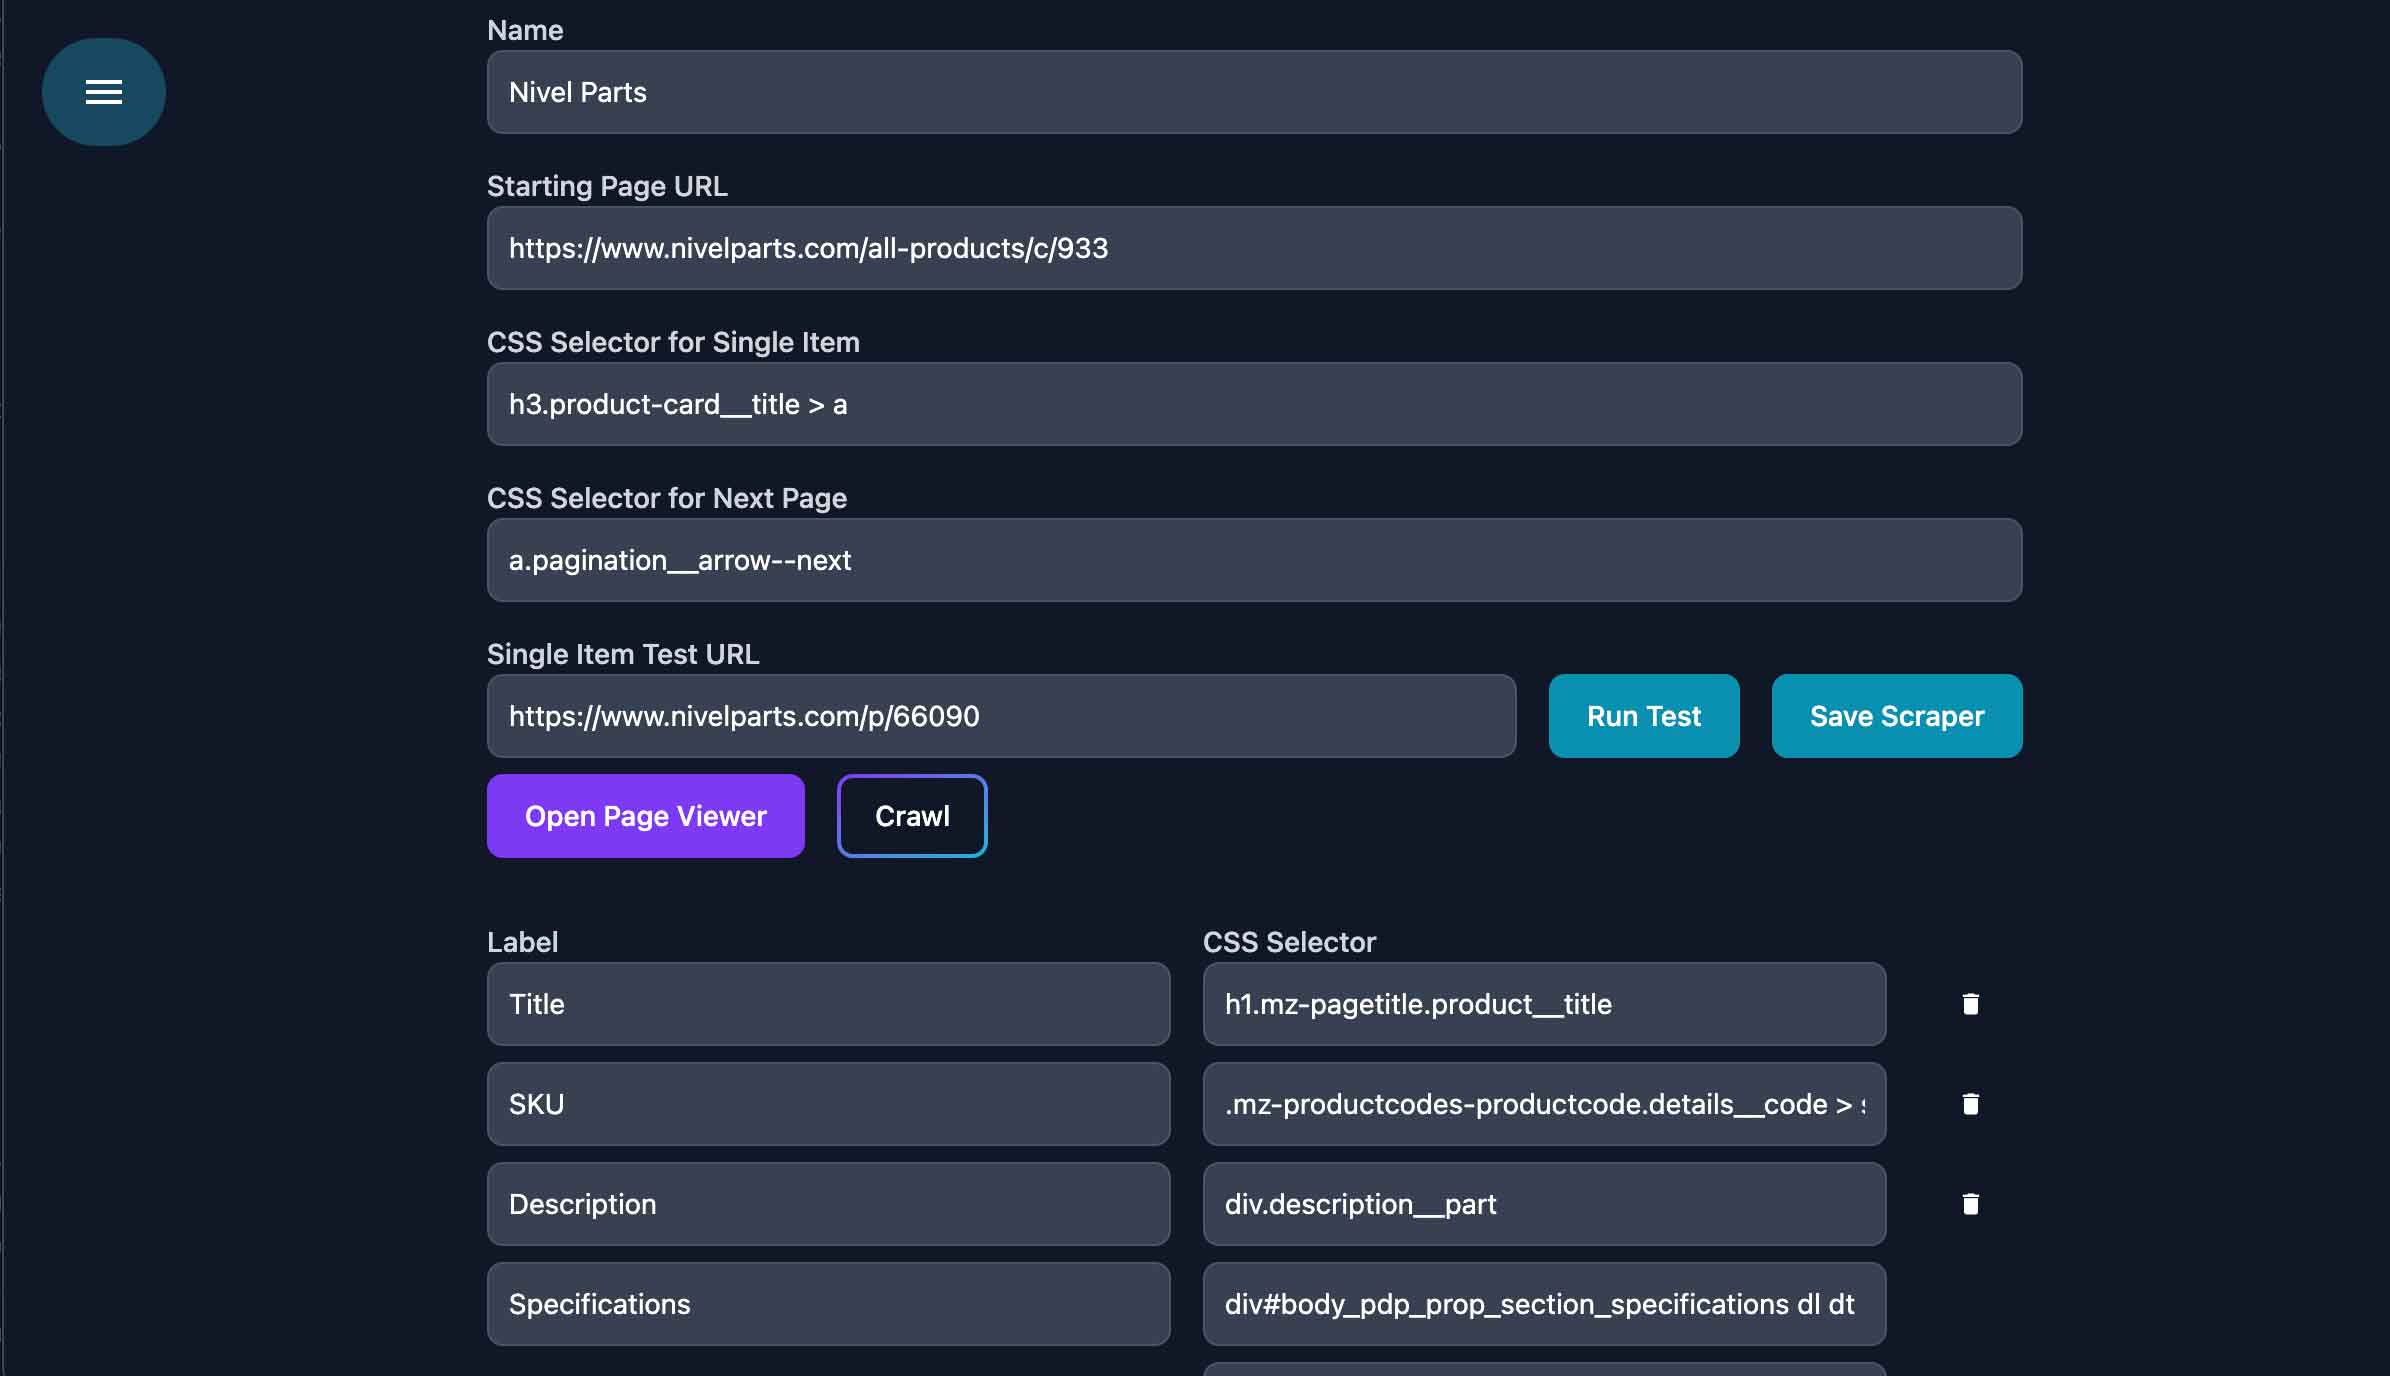 Name
Nivel Parts
Starting Page URL
https://www.nivelparts.com/all-products/c/933
CSS Selector for Single Item
h3.product-card__title > a
CSS Selector for Next Page
a.pagination__arrow--next
Single Item Test URL
https://www.nivelparts.com/p/66090
Run Test
Save Scraper
Open Page Viewer
Crawl
Label
CSS Selector
Title
h1.mz-pagetitle.product__title
SKU
.mz-productcodes-productcode.details__code >
Description
div.description__part
Specifications
div#body_pdp_prop_section_specifications dl dt